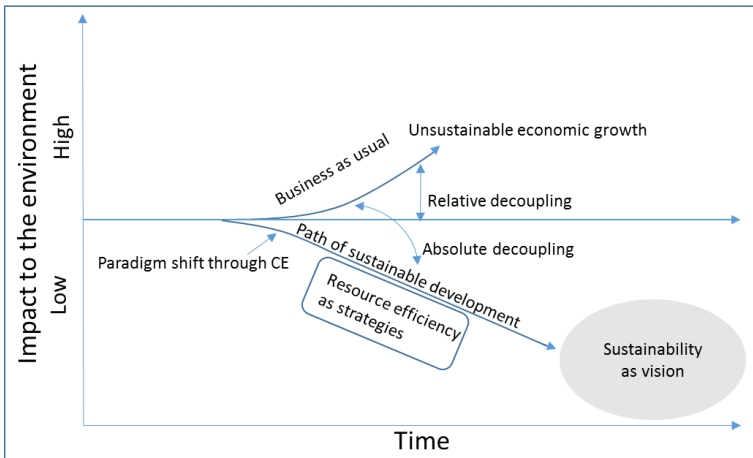 Impact to the environment
High
Low
Unsustainable economic growth
Business as usual
Relative decoupling
Absolute decoupling
Path of sustainable development
Paradigm shift through CE
Resource efficiency
as strategies
Sustainability
as vision
Time